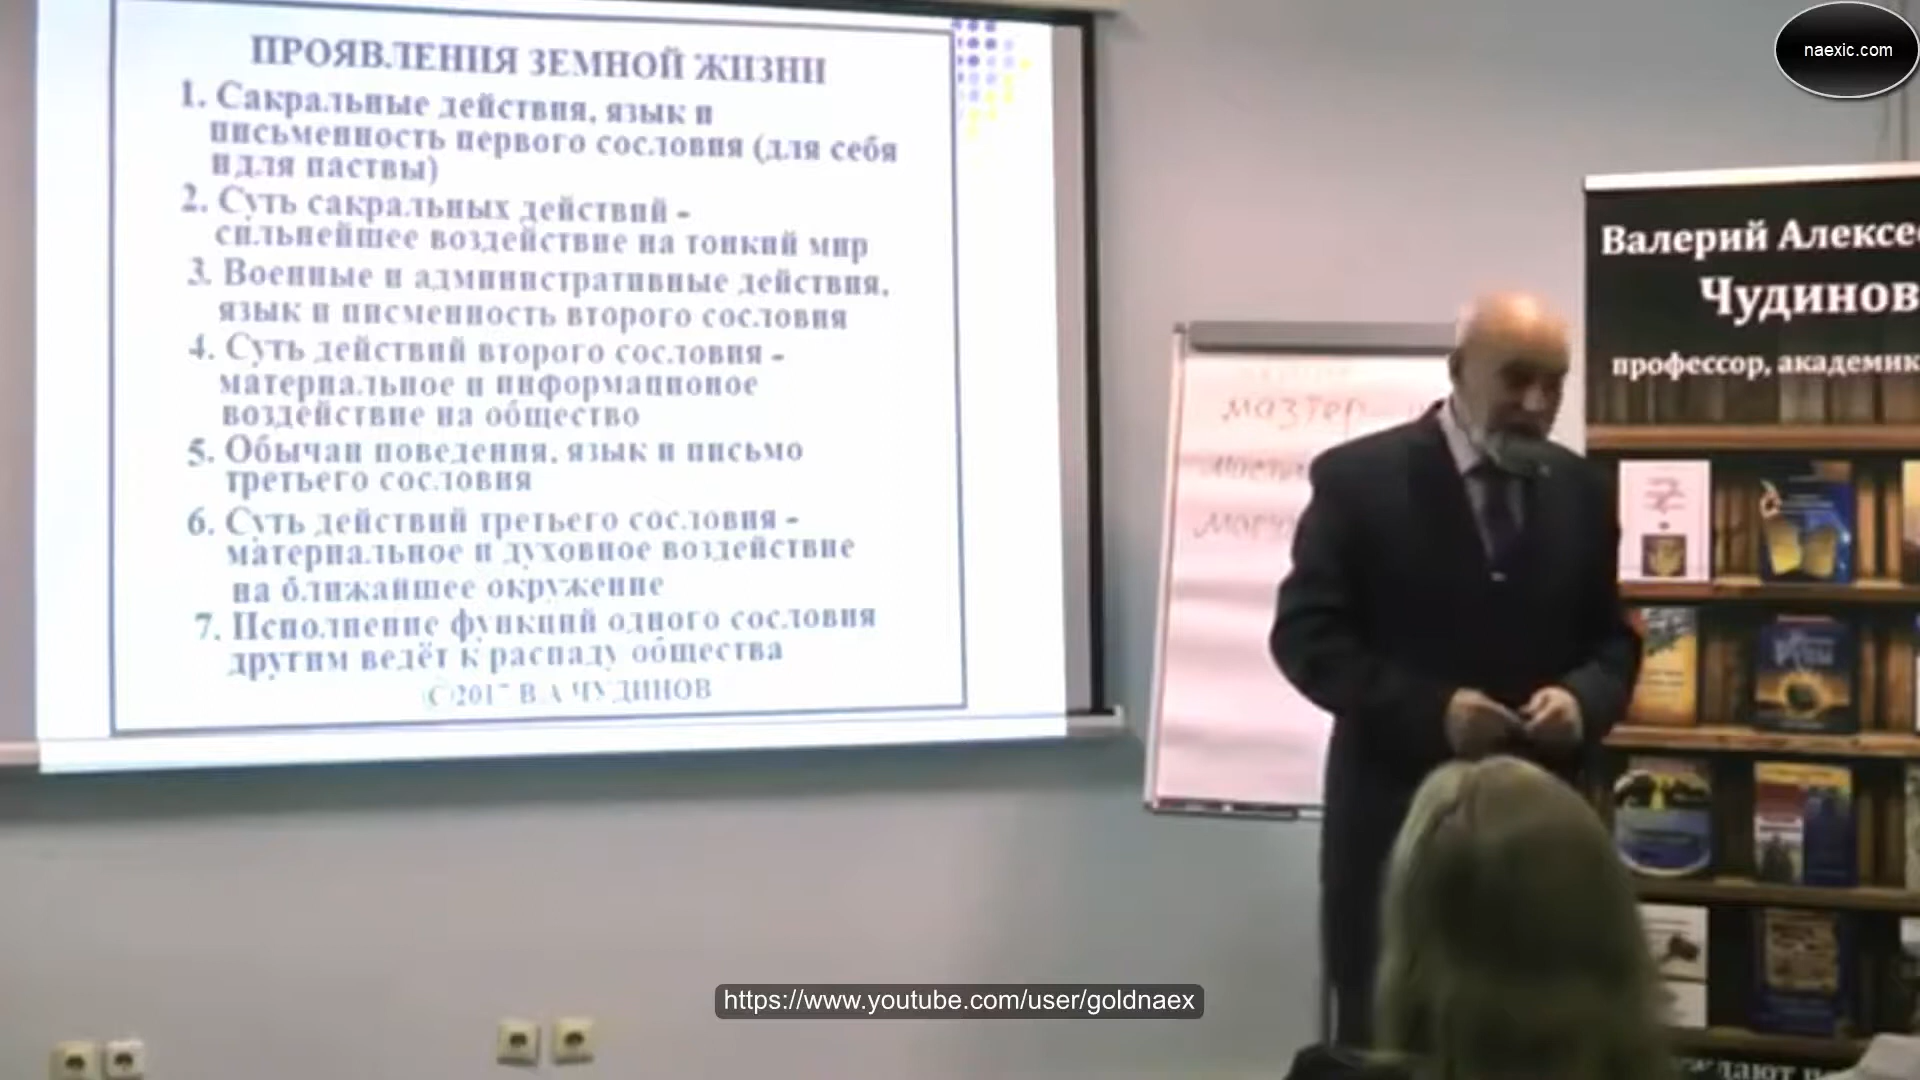 ПРОЯВЛЕНИЯ ЗЕМНОЙ ЖИЗНИ
1. Сакральные действия, язык и
письменность первого сословия (для себя
и для паствы)
2. Суть сакральных действий -
сильнейшее воздействие на тонкий мир
3. Военные и административные действия,
язык и писменность второго сословия
4. Суть действий второго сословия -
материальное и информационое
воздействие на общество
5. Обычаи поведения, язык и письмо
третьего сословия
6. Суть действий третьего сословия -
материальное и духовное воздействие
на ближайшее окружение
7. Исполнение функций одного сословия
другим ведёт к распаду общества
© 2017 В.А.ЧУДИНОВ
мазтер
naexic.com
Валерий Алексе
Чудинов
профессор, академик
https://www.youtube.com/user/goldnaex